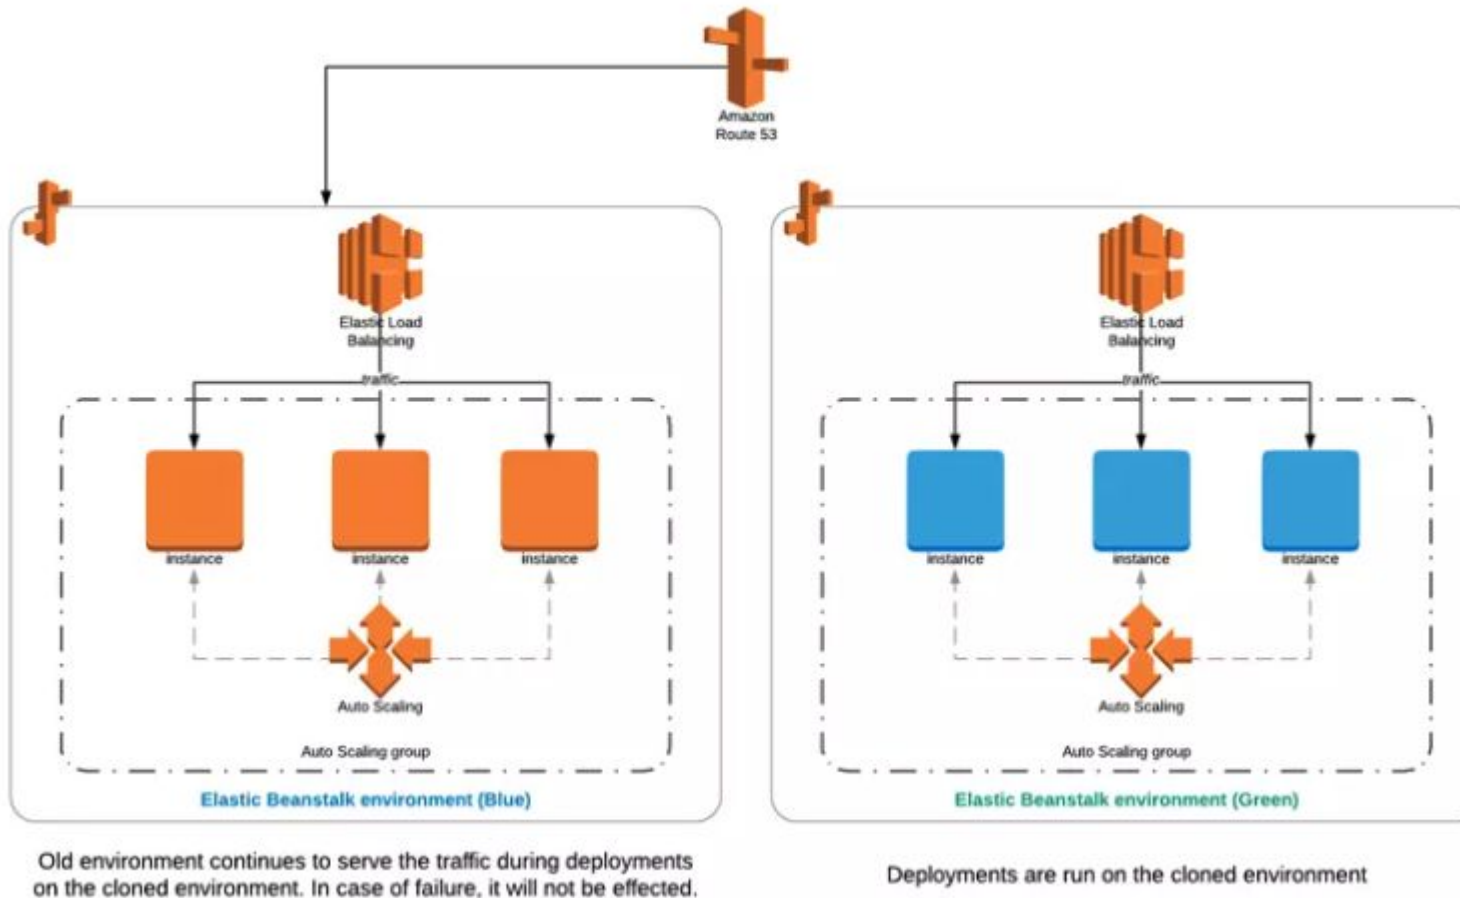 Amazon
Route 53
Elastic Load
Balancing
traffic
instance
instance
instance
Auto Scaling
Auto Scaling group
Elastic Beanstalk environment (Blue)
Old environment continues to serve the traffic during deployments
on the cloned environment. In case of failure, it will not be effected.
Elastic Load
Balancing
traffic
instance
instance
instance
Auto Scaling
Auto Scaling group
Elastic Beanstalk environment (Green)
Deployments are run on the cloned environment